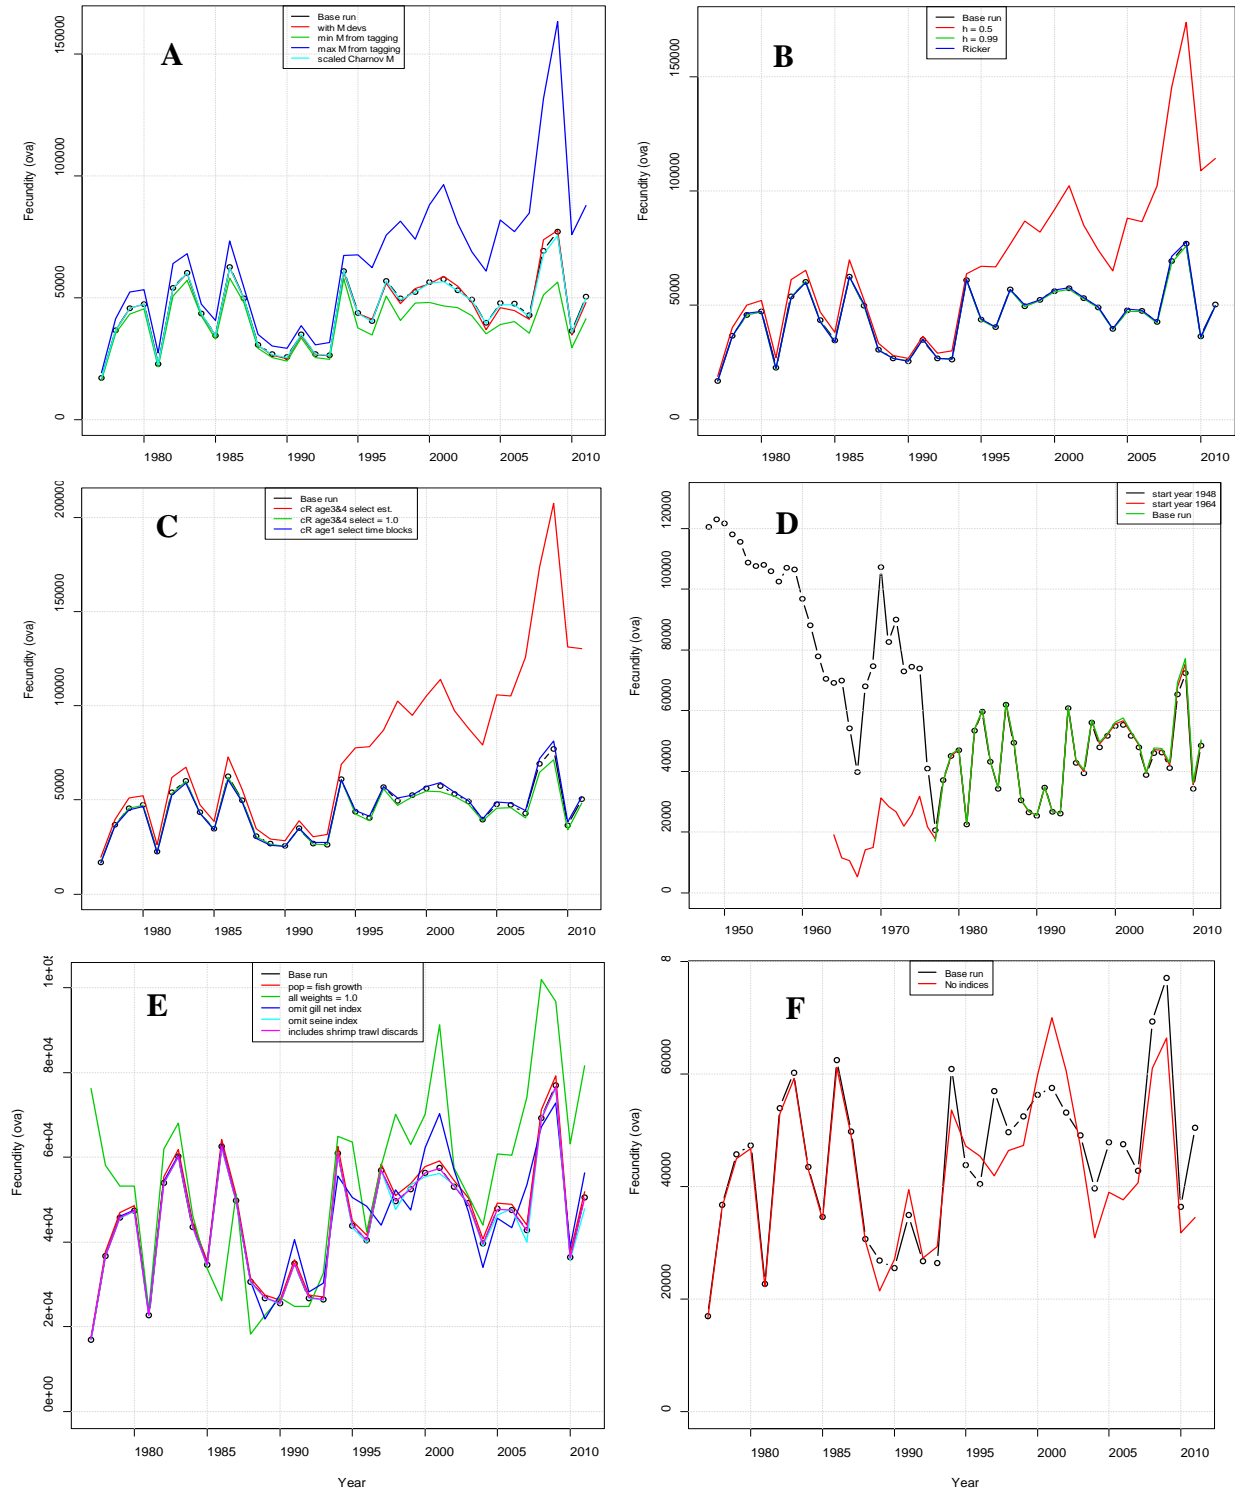 A
Base run
with M devs
min M from tagging
max M from tagging
scaled Charnov M
Fecundity (ova)
0
50000
100000
150000
1980
1985
1990
1995
2000
2005
2010
B
Base run
h = 0.5
h = 0.99
Ricker
Fecundity (ova)
0
50000
100000
150000
1980
1985
1990
1995
2000
2005
2010
C
Base run
cR age3&4 select est.
cR age3&4 select = 1.0
cR age1 select time blocks
Fecundity (ova)
0
50000
100000
150000
200000
1980
1985
1990
1995
2000
2005
2010
D
start year 1948
start year 1964
Base run
Fecundity (ova)
0
20000
40000
60000
80000
100000
120000
1950
1960
1970
1980
1990
2000
2010
E
Base run
pop = fish growth
all weights = 1.0
omit gill net index
omit seine index
includes shrimp trawl discards
Fecundity (ova)
0e+00
2e+04
4e+04
6e+04
8e+04
1e+0
1980
1985
1990
1995
2000
2005
2010
Year
F
Base run
No indices
Fecundity (ova)
0
20000
40000
60000
8
1980
1985
1990
1995
2000
2005
2010
Year